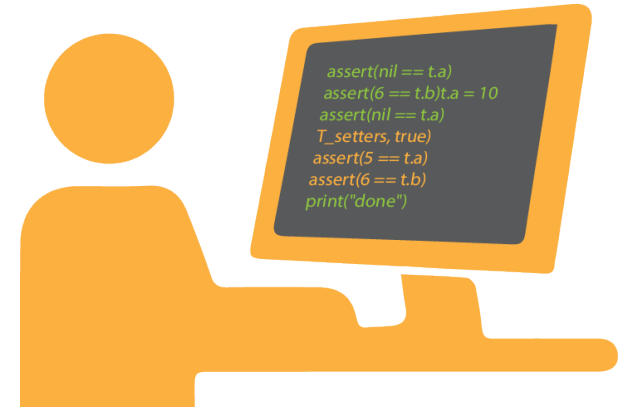 assert(nil == t.a)
assert(6 == t.b)t.a = 10
assert(nil == t.a)
T_setters, true)
assert(5 == t.a)
assert(6 == t.b)
print("done")